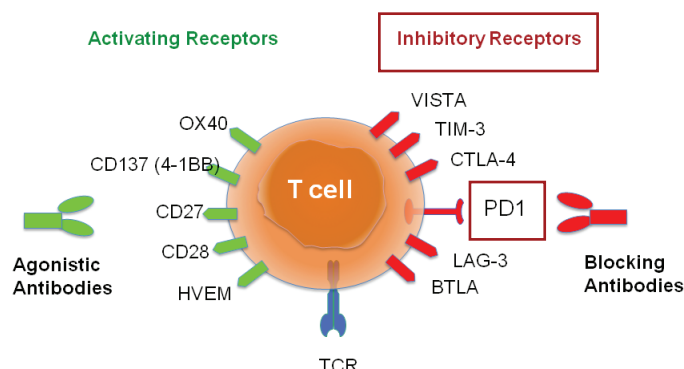 Activating Receptors
Inhibitory Receptors
VISTA
OX40
TIM-3
CD137 (4-1BB)
CTLA-4
T cell
CD27
PD1
CD28
LAG-3
Agonistic
Antibodies
Blocking
Antibodies
HVEM
BTLA
TCR